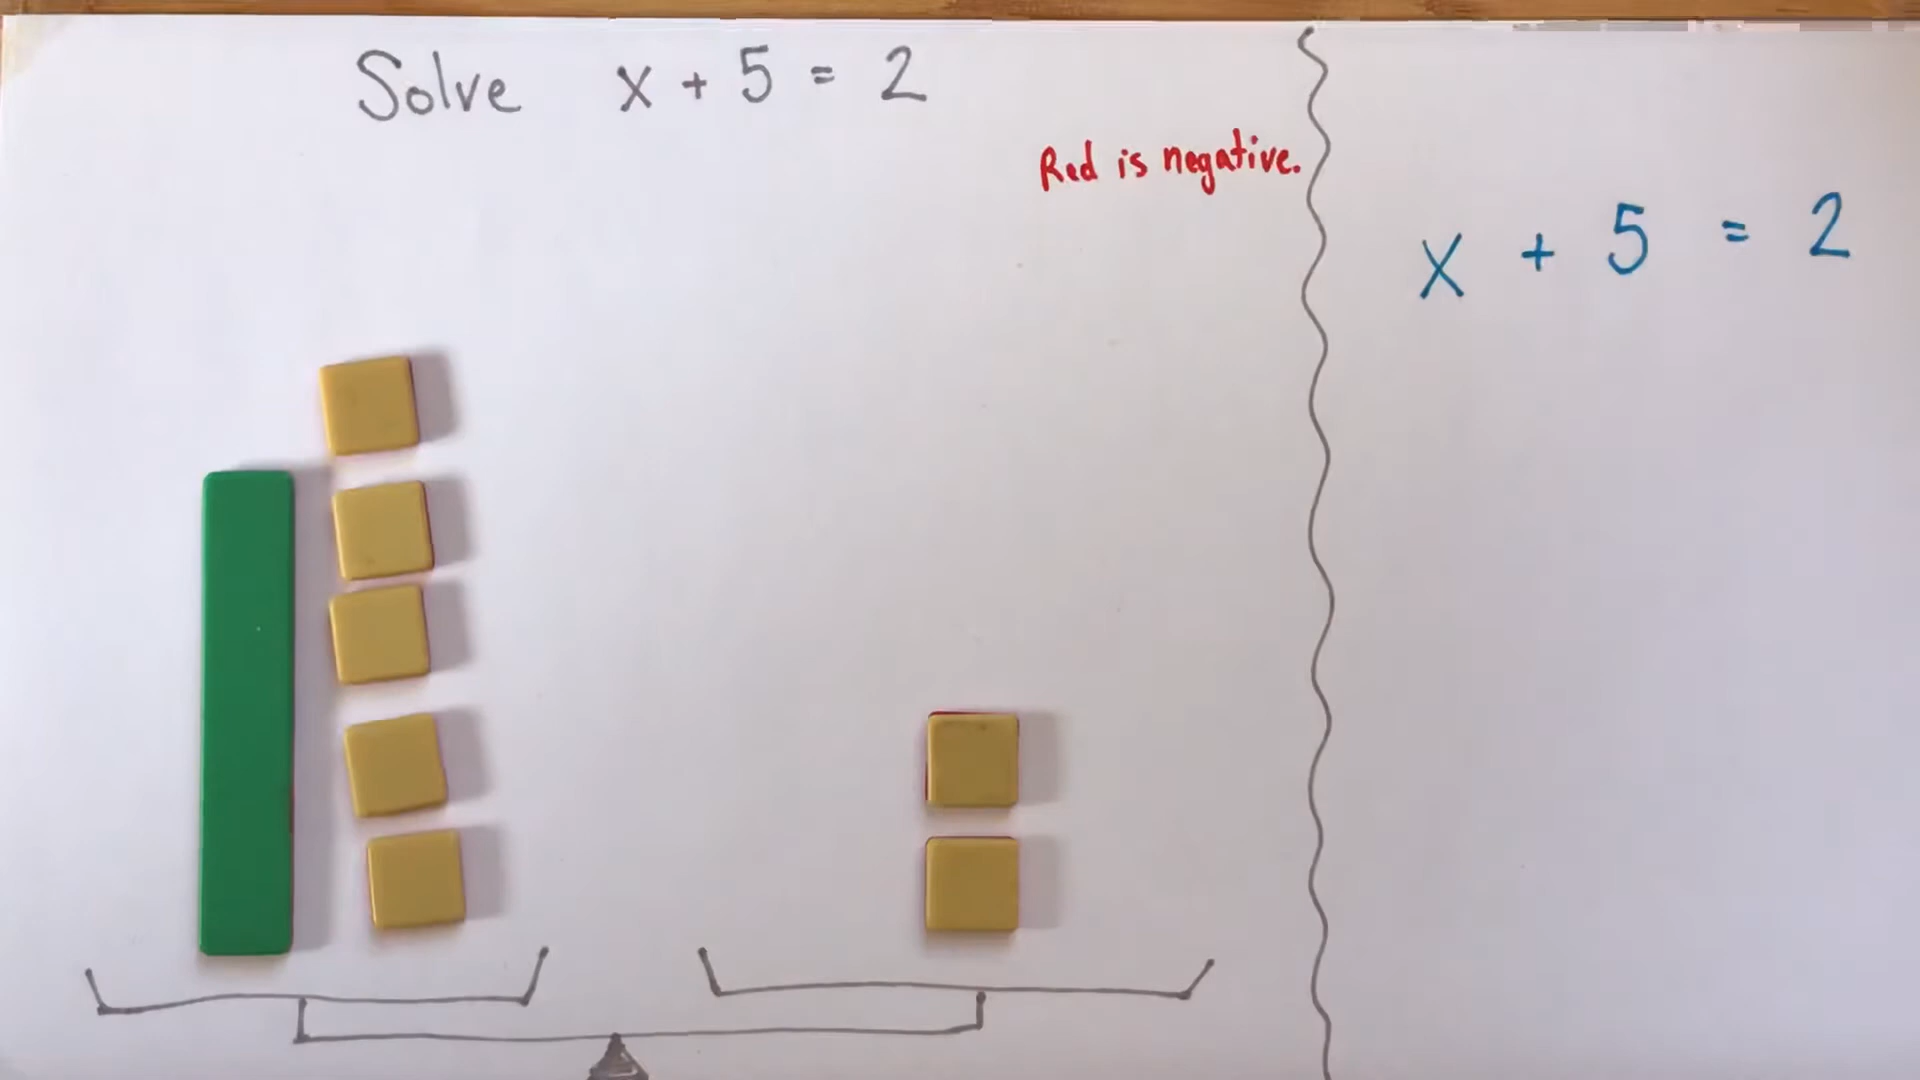 Solve x + 5 = 2
Red is negative.
x + 5 = 2